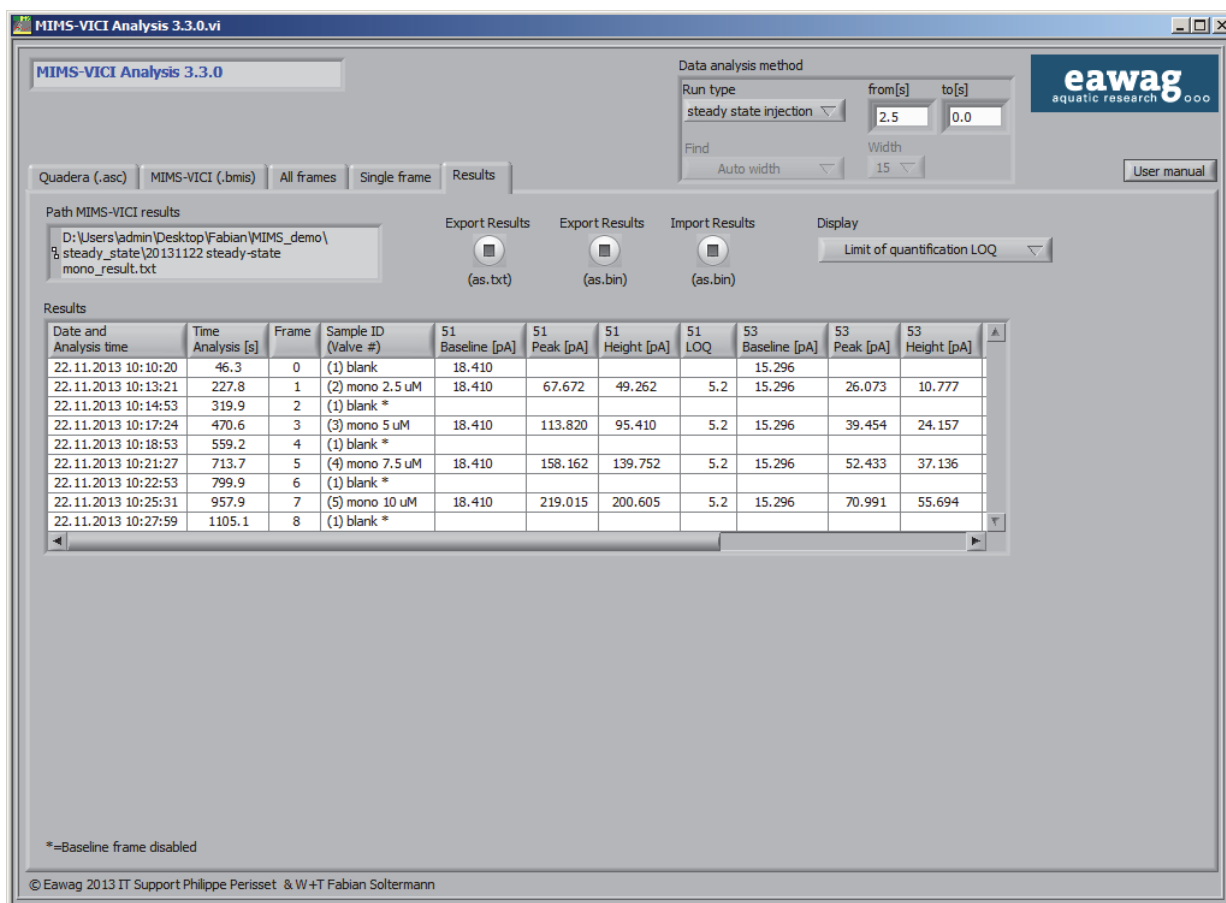 MIMS-VICI Analysis 3.3.0.vi
MIMS-VICI Analysis 3.3.0
Data analysis method
Run type from[s] to[s]
steady state injection 2.5 0.0
Find Width
Auto width 15
eawag
aquatic research
User manual
Quadera (.asc) MIMS-VICI (.bmis) All frames Single frame Results
Path MIMS-VICI results
D:\Users\admin\Desktop\Fabian\MIMS_demo\
steady_state\20131122 steady-state
mono_result.txt
Export Results Export Results Import Results Display
Limit of quantification LOQ
(as.txt) (as.bin) (as.bin)
Results
Date and Time Frame Sample ID 51 51 51 51 53 53 53
Analysis time Analysis [s] (Valve #) Baseline [pA] Peak [pA] Height [pA] LOQ Baseline [pA] Peak [pA] Height [pA]
22.11.2013 10:10:20 46.3 0 (1) blank 18.410 15.296
22.11.2013 10:13:21 227.8 1 (2) mono 2.5 uM 18.410 67.672 49.262 5.2 15.296 26.073 10.777
22.11.2013 10:14:53 319.9 2 (1) blank *
22.11.2013 10:17:24 470.6 3 (3) mono 5 uM 18.410 113.820 95.410 5.2 15.296 39.454 24.157
22.11.2013 10:18:53 559.2 4 (1) blank *
22.11.2013 10:21:27 713.7 5 (4) mono 7.5 uM 18.410 158.162 139.752 5.2 15.296 52.433 37.136
22.11.2013 10:22:53 799.9 6 (1) blank *
22.11.2013 10:25:31 957.9 7 (5) mono 10 uM 18.410 219.015 200.605 5.2 15.296 70.991 55.694
22.11.2013 10:27:59 1105.1 8 (1) blank *
*=Baseline frame disabled
© Eawag 2013 IT Support Philippe Perisset & W+T Fabian Soltermann